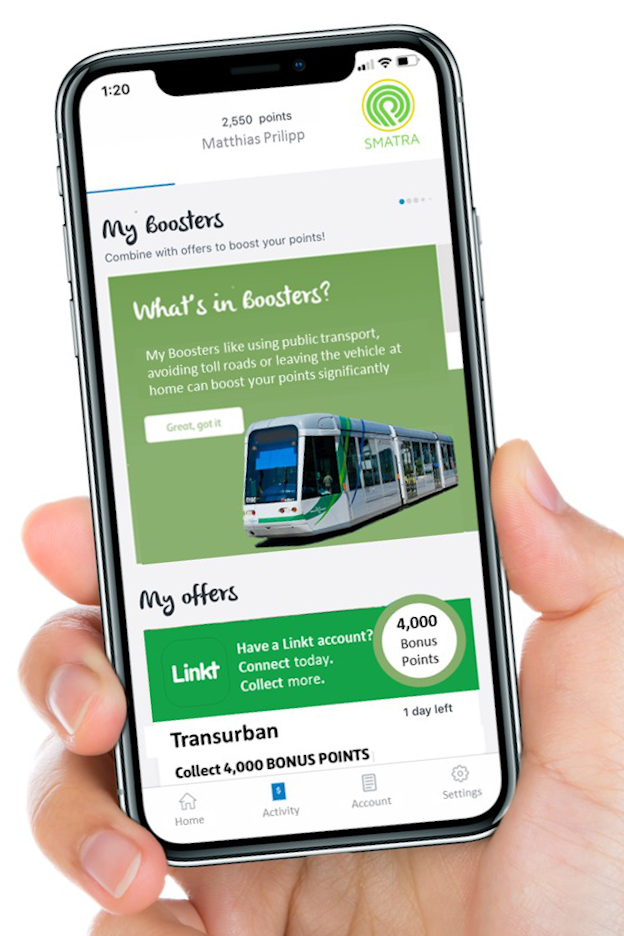 1:20
2,550 points
Matthias Prilipp
SMATRA
My Boosters
Combine with offers to boost your points!
What's in Boosters?
My Boosters like using public transport,
avoiding toll roads or leaving the vehicle at
home can boost your points significantly
Great, got it
My offers
Linkt
Have a Linkt account?
Connect today.
Collect more.
4,000
Bonus
Points
1 day left
Transurban
Collect 4,000 BONUS POINTS
Home
Activity
Account
Settings